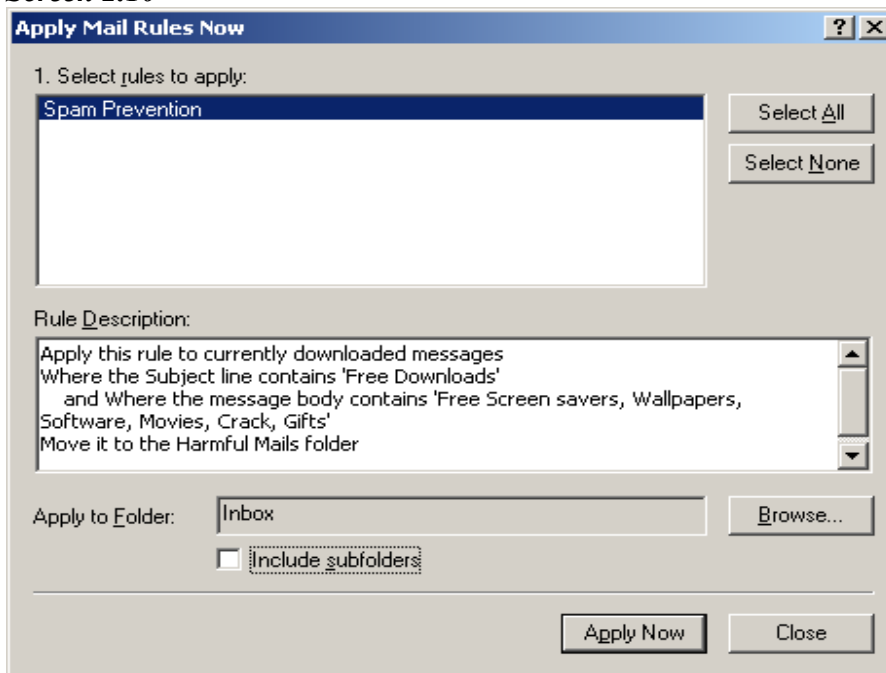 Apply Mail Rules Now
1. Select rules to apply:
Spam Prevention
Select All
Select None
Rule Description:
Apply this rule to currently downloaded messages
Where the Subject line contains 'Free Downloads'
and Where the message body contains 'Free Screen savers, Wallpapers,
Software, Movies, Crack, Gifts'
Move it to the Harmful Mails folder
Apply to Folder:
Inbox
Browse...
Include subfolders
Apply Now
Close